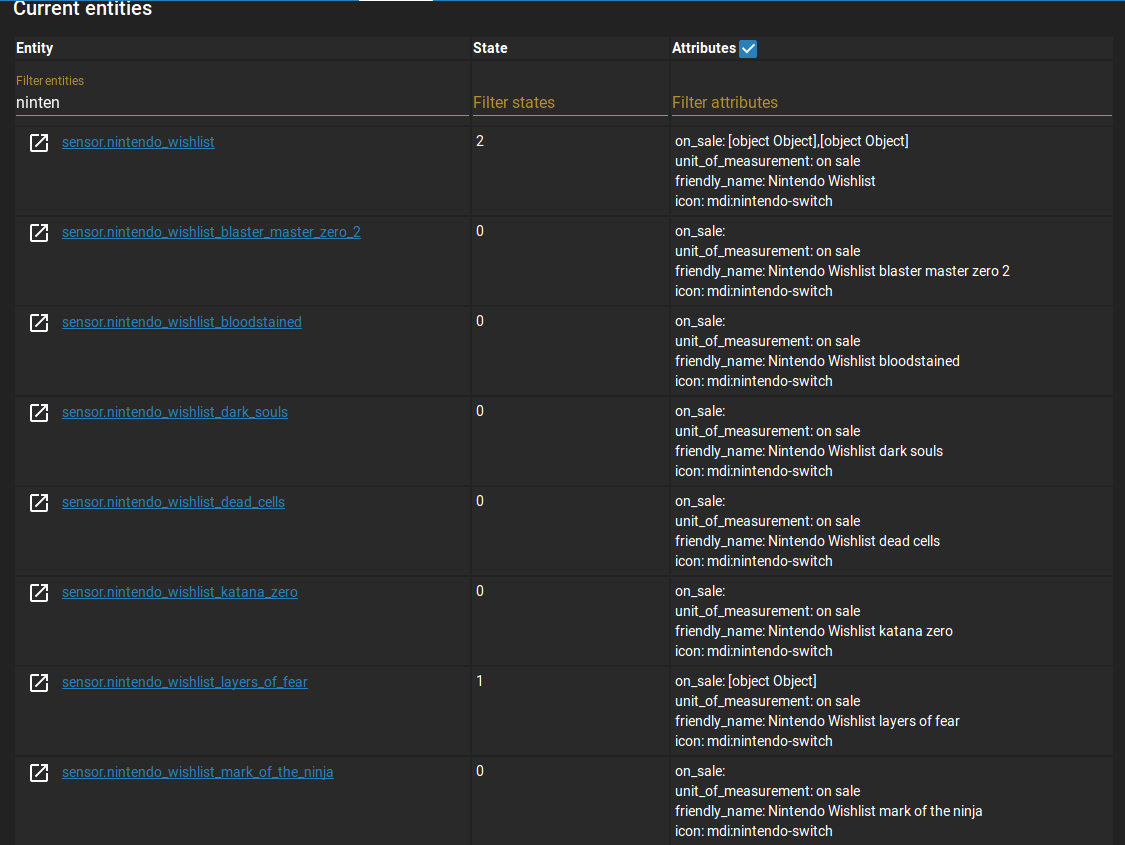 Current entities
Entity State Attributes
Filter entities
ninten Filter states Filter attributes
sensor.nintendo_wishlist 2 on_sale: [object Object],[object Object]
unit_of_measurement: on sale
friendly_name: Nintendo Wishlist
icon: mdi:nintendo-switch
sensor.nintendo_wishlist_blaster_master_zero_2 0 on_sale:
unit_of_measurement: on sale
friendly_name: Nintendo Wishlist blaster master zero 2
icon: mdi:nintendo-switch
sensor.nintendo_wishlist_bloodstained 0 on_sale:
unit_of_measurement: on sale
friendly_name: Nintendo Wishlist bloodstained
icon: mdi:nintendo-switch
sensor.nintendo_wishlist_dark_souls 0 on_sale:
unit_of_measurement: on sale
friendly_name: Nintendo Wishlist dark souls
icon: mdi:nintendo-switch
sensor.nintendo_wishlist_dead_cells 0 on_sale:
unit_of_measurement: on sale
friendly_name: Nintendo Wishlist dead cells
icon: mdi:nintendo-switch
sensor.nintendo_wishlist_katana_zero 0 on_sale:
unit_of_measurement: on sale
friendly_name: Nintendo Wishlist katana zero
icon: mdi:nintendo-switch
sensor.nintendo_wishlist_layers_of_fear 1 on_sale: [object Object]
unit_of_measurement: on sale
friendly_name: Nintendo Wishlist layers of fear
icon: mdi:nintendo-switch
sensor.nintendo_wishlist_mark_of_the_ninja 0 on_sale:
unit_of_measurement: on sale
friendly_name: Nintendo Wishlist mark of the ninja
icon: mdi:nintendo-switch